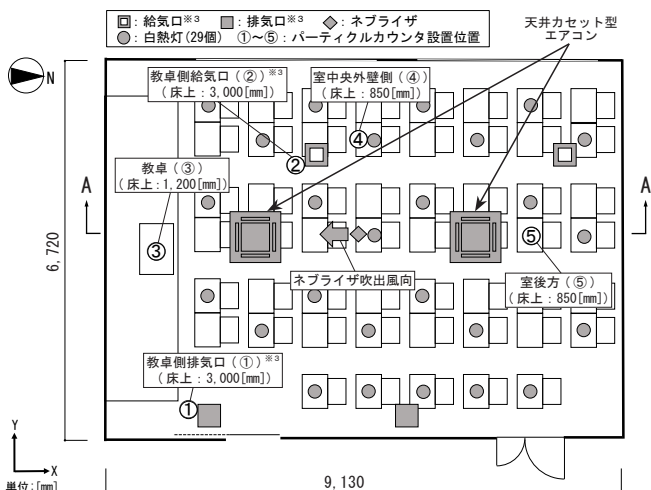 □: 給気口※3 ■: 排気口※3 ◆: ネブライザ
●: 白熱灯(29個) ①~⑤: パーティクルカウンタ設置位置
天井カセット型
エアコン
N
教卓側給気口(②)※3
(床上:3,000[mm])
室中央外壁側(④)
(床上:850[mm])
④
②
教卓(③)
(床上:1,200[mm])
A
A
③
⑤
6,720
ネブライザ吹出風向
室後方(⑤)
(床上:850[mm])
教卓側排気口(①)※3
(床上:3,000[mm])
①
Y
X
単位:[mm]
9,130